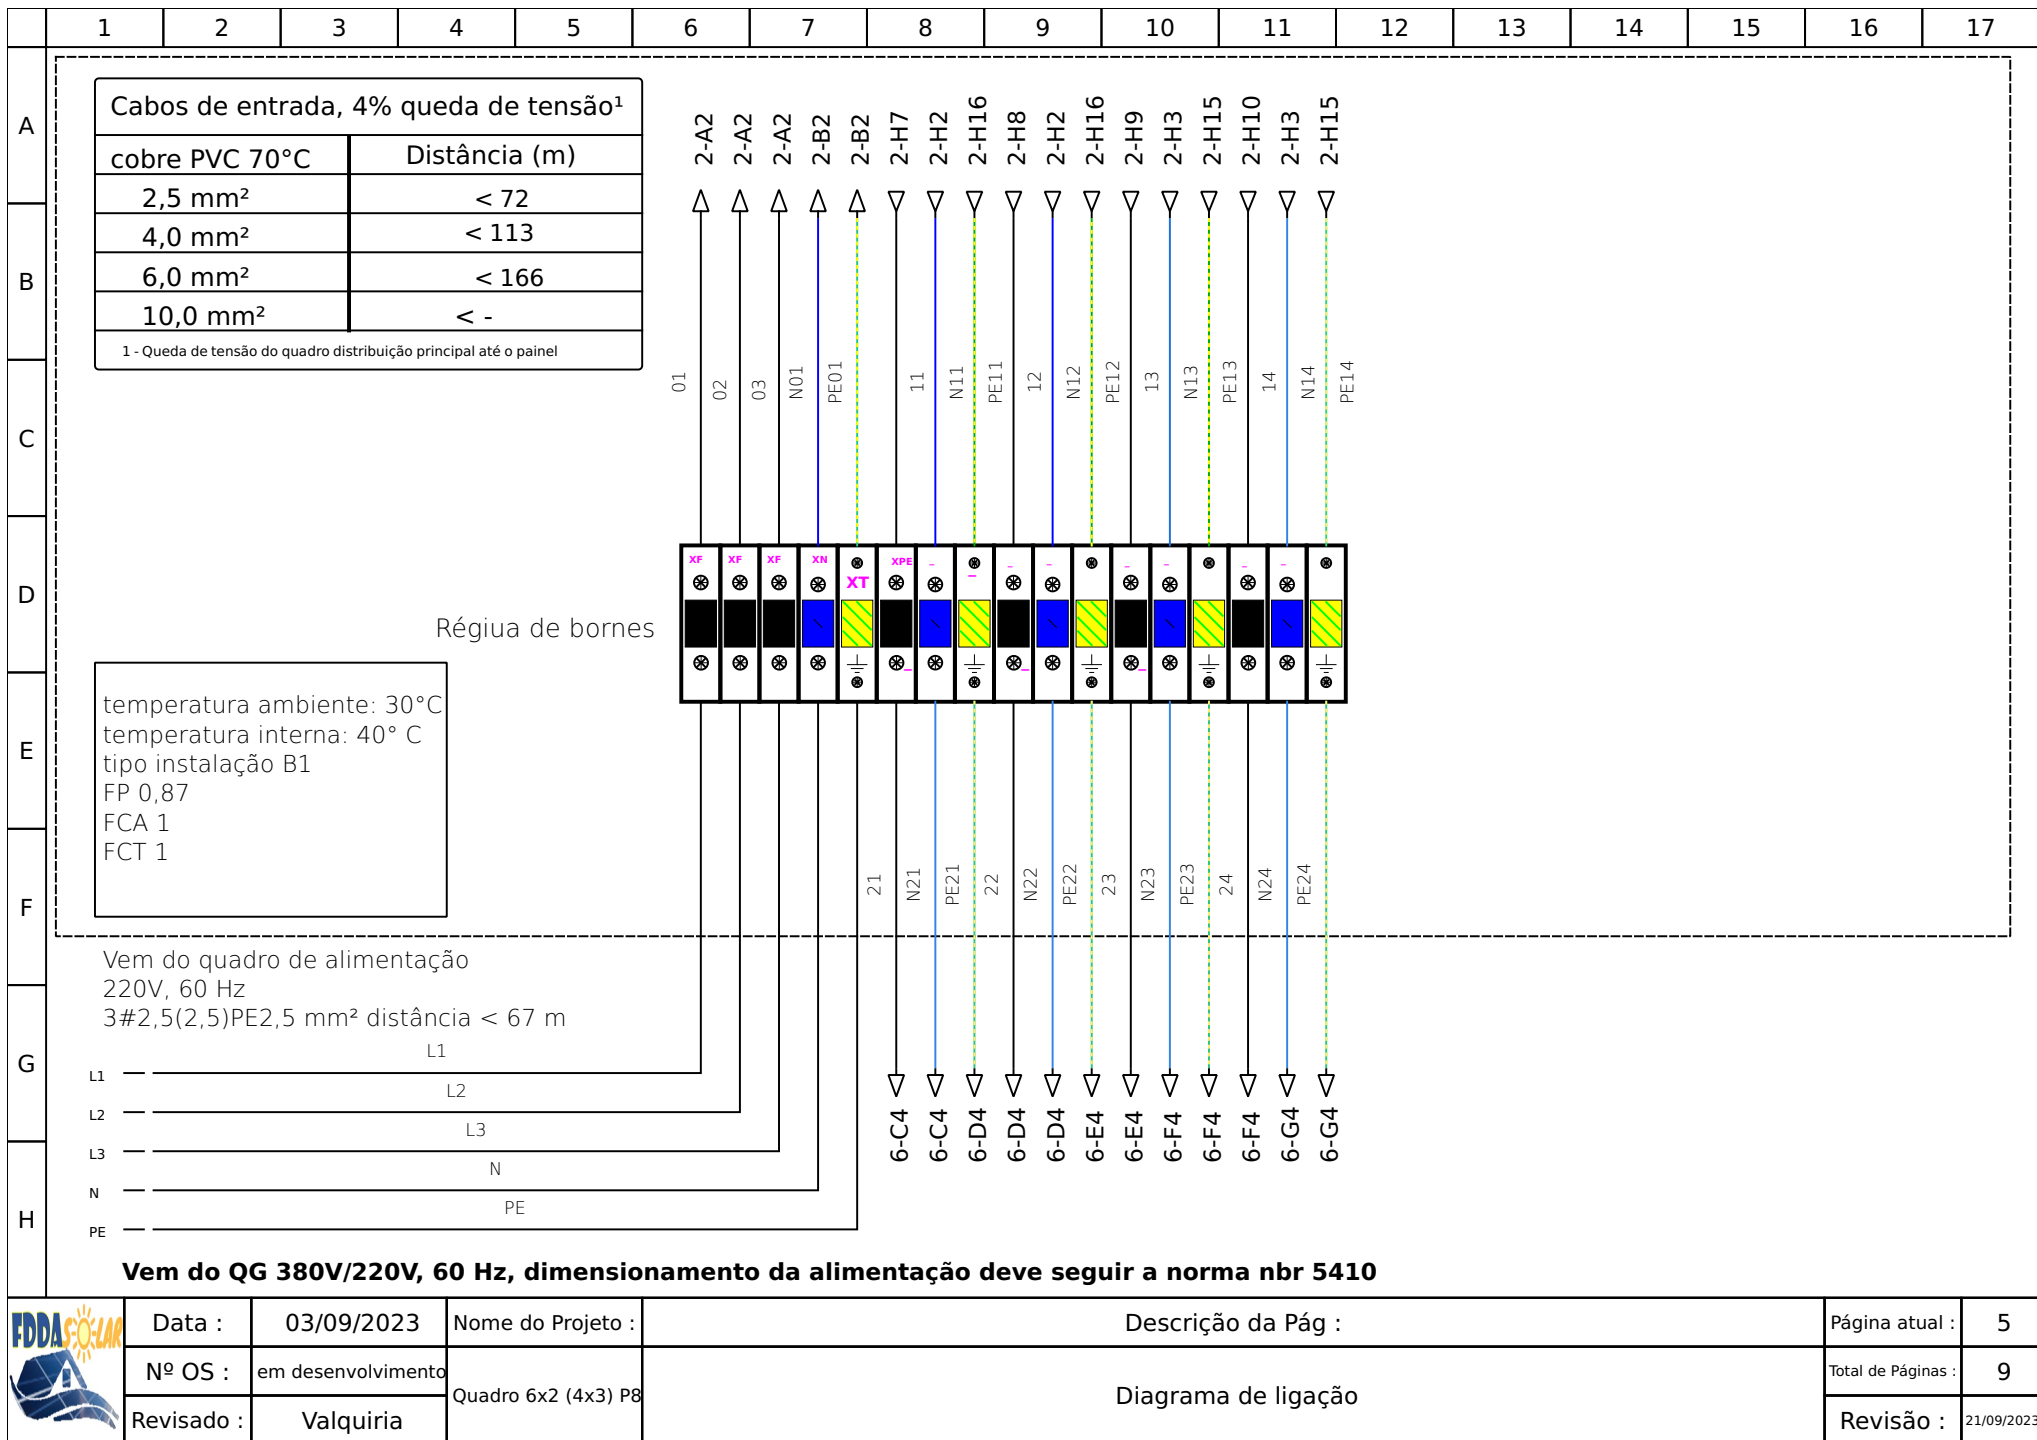 1 2 3 4 5 6 7 8 9 10 11 12 13 14 15 16 17
A
B
C
D
E
F
G
H
Cabos de entrada, 4% queda de tensão¹
cobre PVC 70°C Distância (m)
2,5 mm² < 72
4,0 mm² < 113
6,0 mm² < 166
10,0 mm² < -
1 - Queda de tensão do quadro distribuição principal até o painel
2-A2 2-A2 2-A2 2-B2 2-B2 2-H7 2-H2 2-H16 2-H8 2-H2 2-H16 2-H9 2-H3 2-H15 2-H10 2-H3 2-H15
01 02 03 N01 PE01 11 N11 PE11 12 N12 PE12 13 N13 PE13 14 N14 PE14
XF XF XF XN XT XPE
Régiua de bornes
temperatura ambiente: 30°C
temperatura interna: 40° C
tipo instalação B1
FP 0,87
FCA 1
FCT 1
21 N21 PE21 22 N22 PE22 23 N23 PE23 24 N24 PE24
Vem do quadro de alimentação
220V, 60 Hz
3#2,5(2,5)PE2,5 mm² distância < 67 m
L1 L1
L2 L2
L3 L3
N N
PE PE
6-C4 6-C4 6-D4 6-D4 6-D4 6-E4 6-E4 6-F4 6-F4 6-F4 6-G4 6-G4
Vem do QG 380V/220V, 60 Hz, dimensionamento da alimentação deve seguir a norma nbr 5410
FDDA SOLAR
Data : 03/09/2023
Nº OS : em desenvolvimento
Revisado : Valquiria
Nome do Projeto :
Quadro 6x2 (4x3) P8
Descrição da Pág :
Diagrama de ligação
Página atual : 5
Total de Páginas : 9
Revisão : 21/09/2023